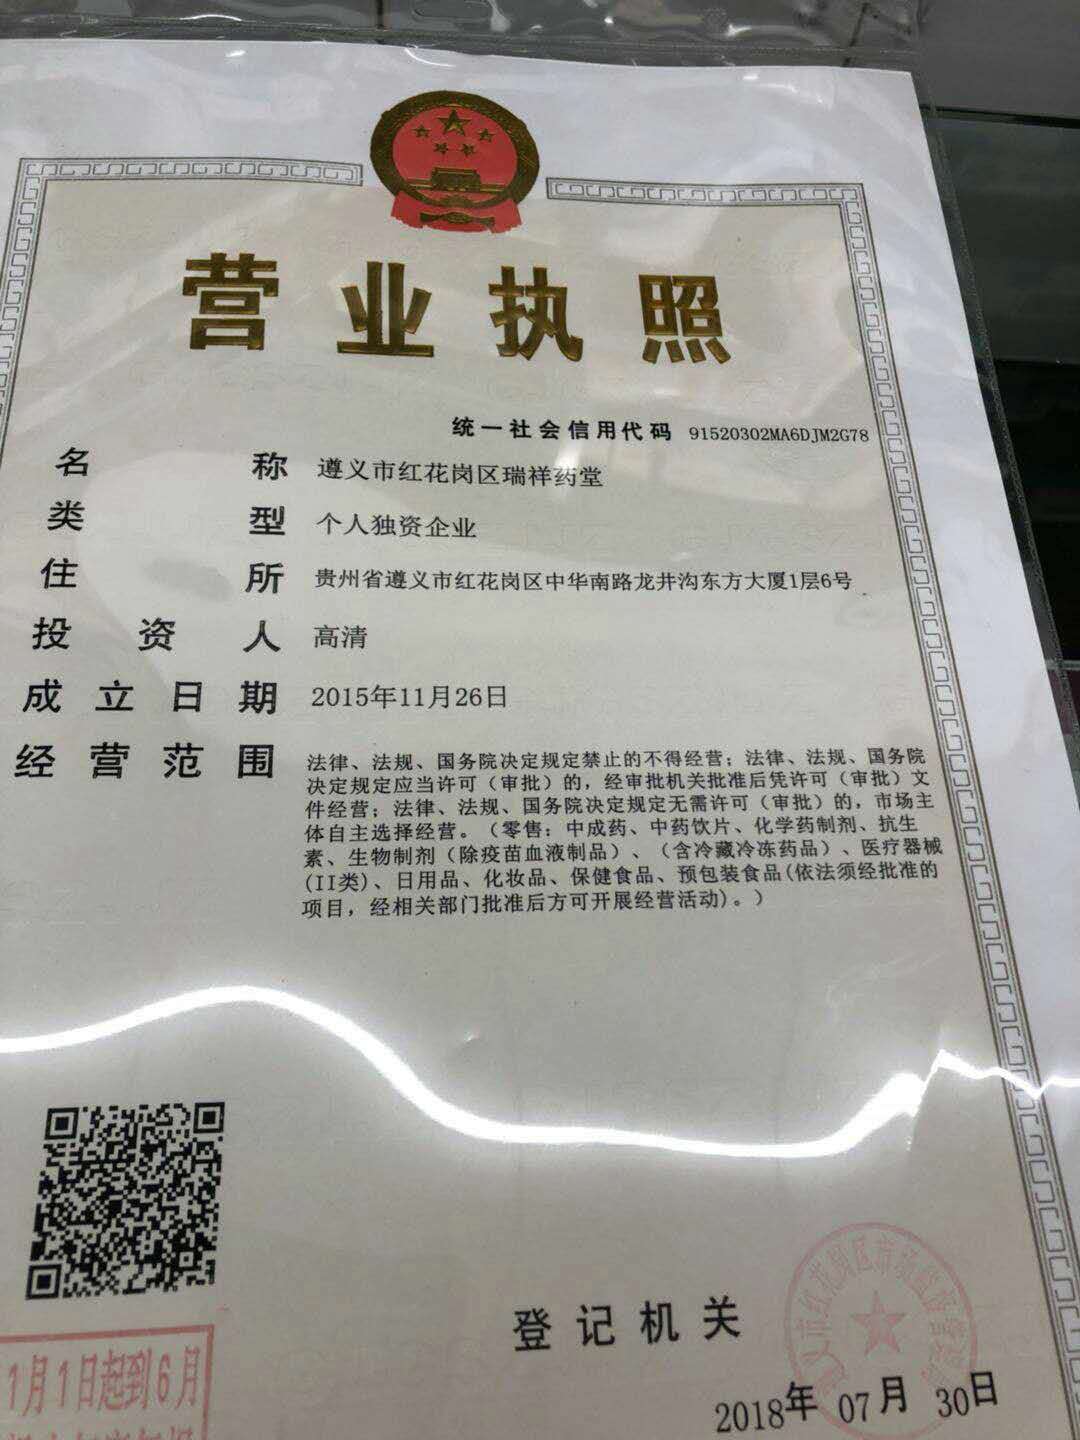 营业执照
统一社会信用代码 91520302MA6DJM2G78
名称 遵义市红花岗区瑞祥药堂
类型 个人独资企业
住所 贵州省遵义市红花岗区中华南路龙井沟东方大厦1层6号
投资人 高清
成立日期 2015年11月26日
经营范围 法律、法规、国务院决定规定禁止的不得经营；法律、法规、国务院
决定规定应当许可（审批）的，经审批机关批准后凭许可（审批）文
件经营；法律、法规、国务院决定规定无需许可（审批）的，市场主
体自主选择经营。（零售：中成药、中药饮片、化学药制剂、抗生
素、生物制剂（除疫苗血液制品）、（含冷藏冷冻药品）、医疗器械
(II类)、日用品、化妆品、保健食品、预包装食品(依法须经批准的
项目，经相关部门批准后方可开展经营活动)。）
登记机关
2018年07月30日
1月1日起到6月